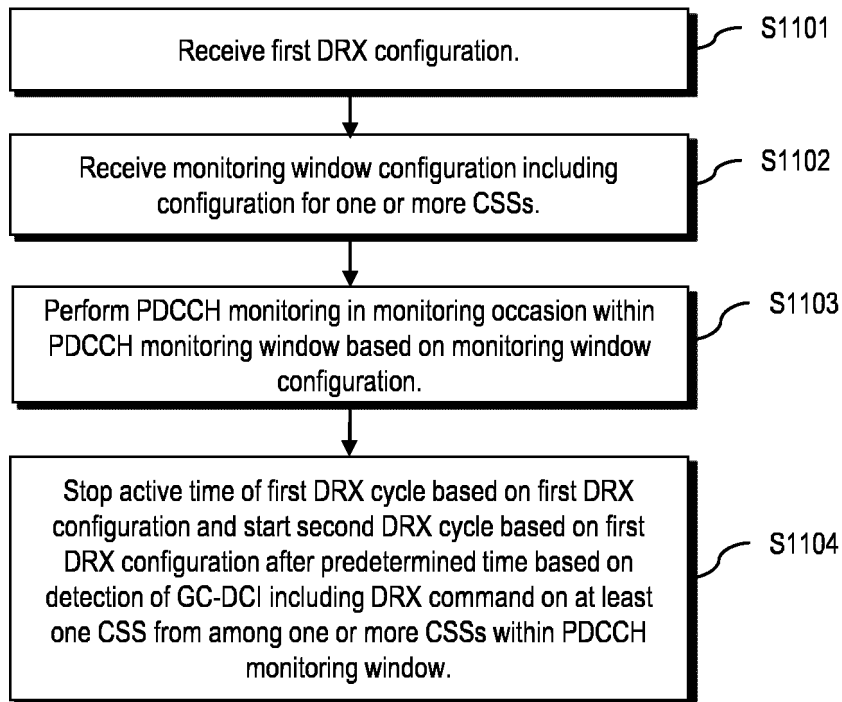 Receive first DRX configuration.
S1101
Receive monitoring window configuration including
configuration for one or more CSSs.
S1102
Perform PDCCH monitoring in monitoring occasion within
PDCCH monitoring window based on monitoring window
configuration.
S1103
Stop active time of first DRX cycle based on first DRX
configuration and start second DRX cycle based on first
DRX configuration after predetermined time based on
detection of GC-DCI including DRX command on at least
one CSS from among one or more CSSs within PDCCH
monitoring window.
S1104